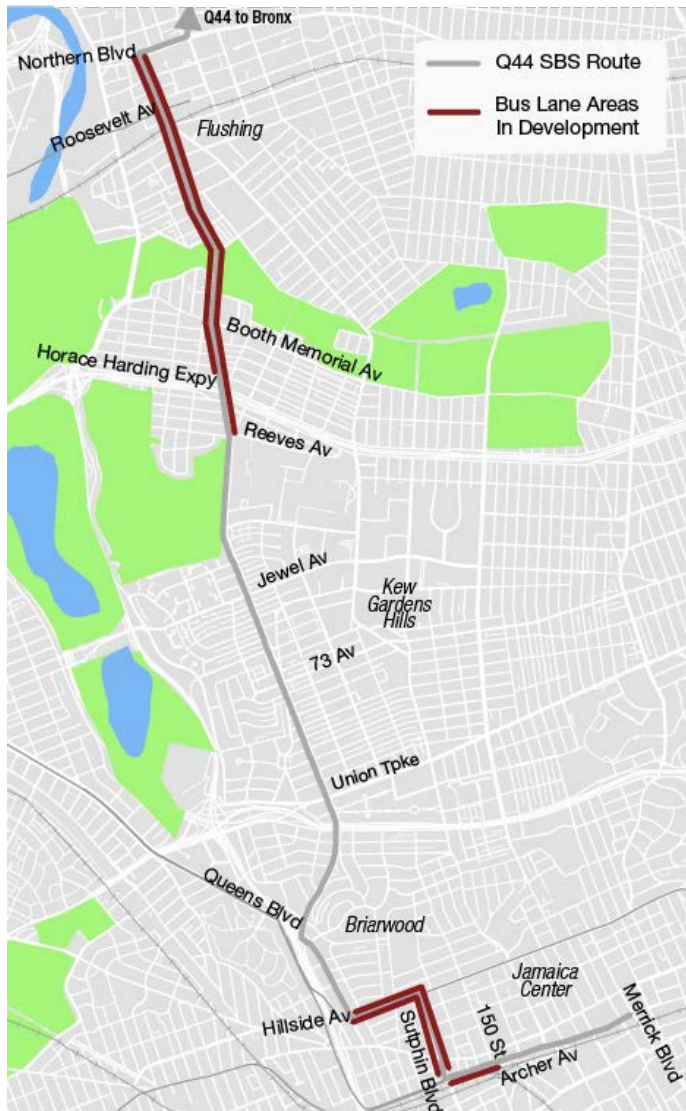 Q44 to Bronx
Northern Blvd
Q44 SBS Route
Bus Lane Areas
In Development
Roosevelt Av
Flushing
Booth Memorial Av
Horace Harding Expy
Reeves Av
Jewel Av
Kew
Gardens
Hills
73 Av
Union Tpke
Queens Blvd
Briarwood
Jamaica
Center
Hillside Av
Sutphin Blvd
150 St
Archer Av
Merrick Blvd